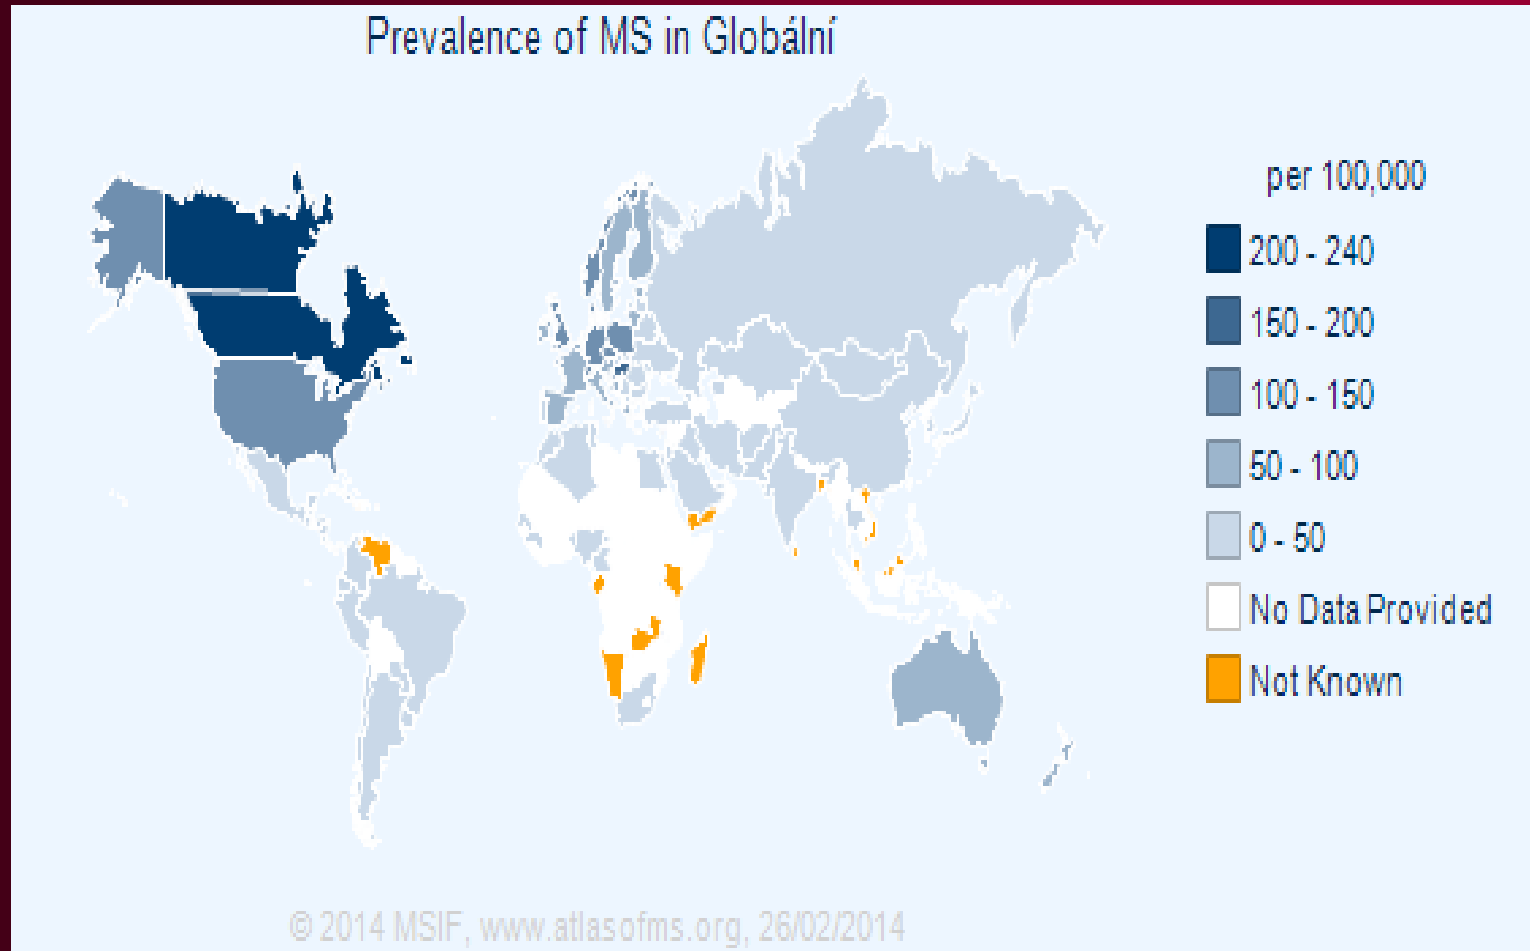 Prevalence of MS in Globální
per 100,000
200 - 240
150 - 200
100 - 150
50 - 100
0 - 50
No Data Provided
Not Known
© 2014 MSIF, www.atlasofms.org, 26/02/2014